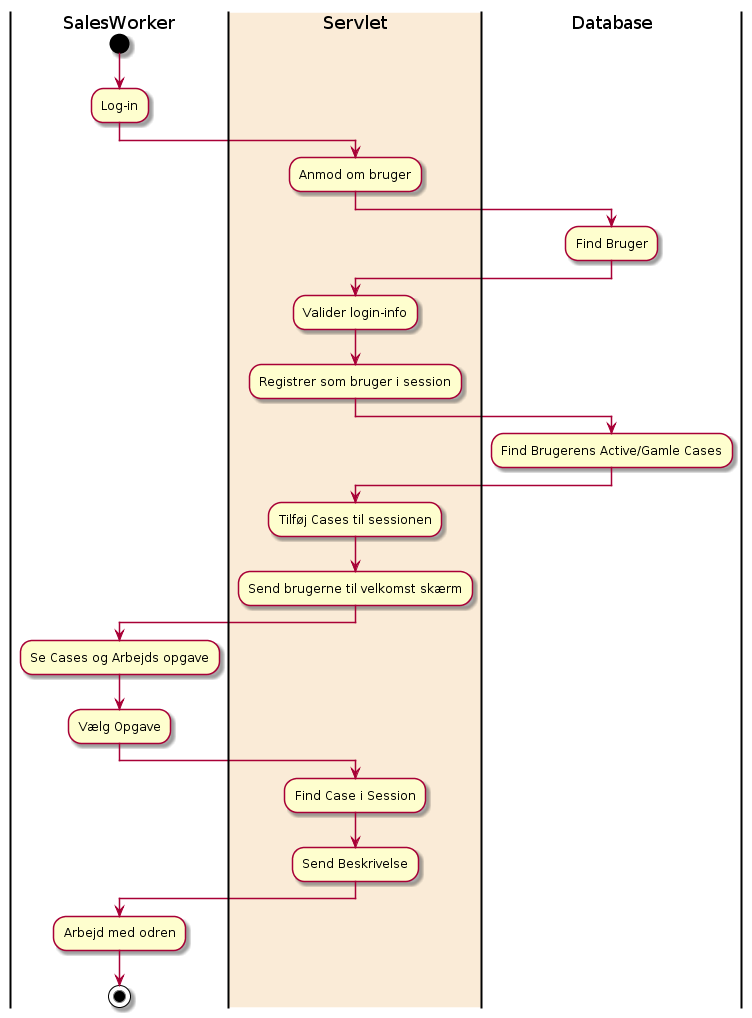 SalesWorker
Servlet
Database
Log-in
Anmod om bruger
Find Bruger
Valider login-info
Registrer som bruger i session
Find Brugerens Active/Gamle Cases
Tilføj Cases til sessionen
Send brugerne til velkomst skærm
Se Cases og Arbejds opgave
Vælg Opgave
Find Case i Session
Send Beskrivelse
Arbejd med odren